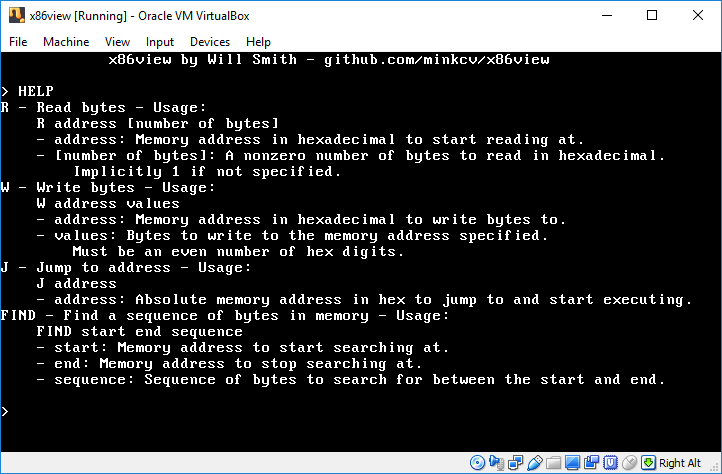 x86view [Running] - Oracle VM VirtualBox
File Machine View Input Devices Help
x86view by Will Smith - github.com/minkcv/x86view
> HELP
R - Read bytes - Usage:
R address [number of bytes]
- address: Memory address in hexadecimal to start reading at.
- [number of bytes]: A nonzero number of bytes to read in hexadecimal.
Implicitly 1 if not specified.
W - Write bytes - Usage:
W address values
- address: Memory address in hexadecimal to write bytes to.
- values: Bytes to write to the memory address specified.
Must be an even number of hex digits.
J - Jump to address - Usage:
J address
- address: Absolute memory address in hex to jump to and start executing.
FIND - Find a sequence of bytes in memory - Usage:
FIND start end sequence
- start: Memory address to start searching at.
- end: Memory address to stop searching at.
- sequence: Sequence of bytes to search for between the start and end.
>
Right Alt